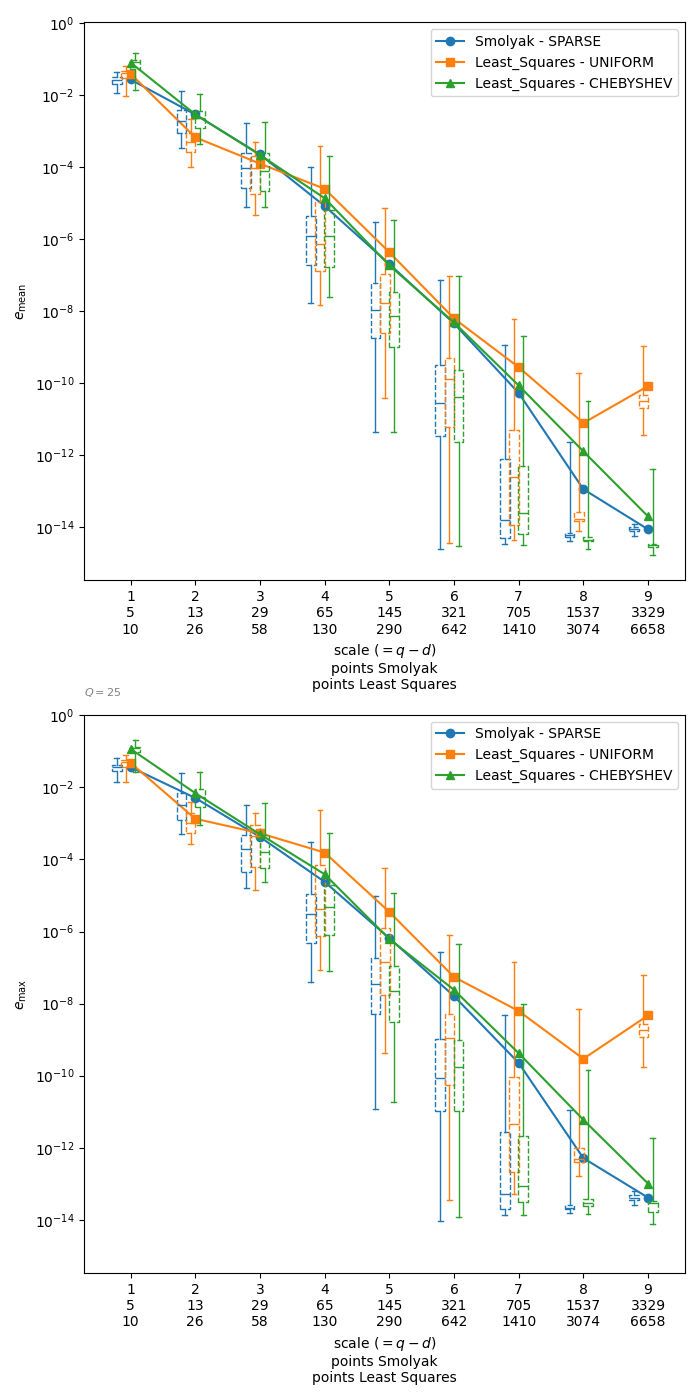 10⁰
10⁻²
10⁻⁴
10⁻⁶
10⁻⁸
10⁻¹⁰
10⁻¹²
10⁻¹⁴
e_mean
Smolyak - SPARSE
Least_Squares - UNIFORM
Least_Squares - CHEBYSHEV
1 2 3 4 5 6 7 8 9
5 13 29 65 145 321 705 1537 3329
10 26 58 130 290 642 1410 3074 6658
scale (= q − d)
points Smolyak
points Least Squares
Q = 25
10⁰
10⁻²
10⁻⁴
10⁻⁶
10⁻⁸
10⁻¹⁰
10⁻¹²
10⁻¹⁴
e_max
Smolyak - SPARSE
Least_Squares - UNIFORM
Least_Squares - CHEBYSHEV
1 2 3 4 5 6 7 8 9
5 13 29 65 145 321 705 1537 3329
10 26 58 130 290 642 1410 3074 6658
scale (= q − d)
points Smolyak
points Least Squares